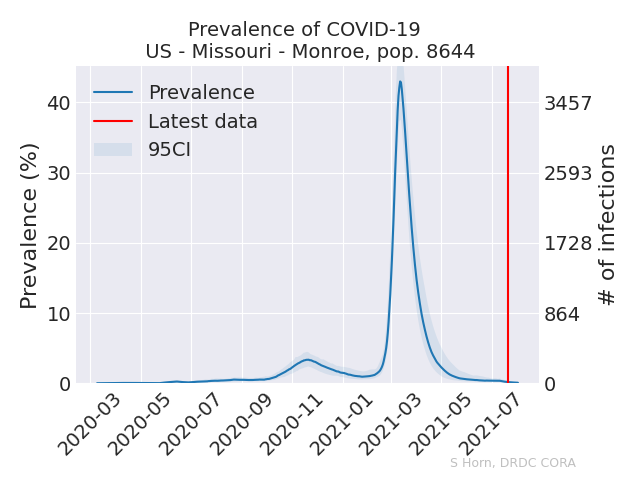 Prevalence of COVID-19
US - Missouri - Monroe, pop. 8644
Prevalence
Latest data
95CI
Prevalence (%)
40
30
20
10
0
3457
2593
1728
864
0
# of infections
2020-03
2020-05
2020-07
2020-09
2020-11
2021-01
2021-03
2021-05
2021-07
S Horn, DRDC CORA